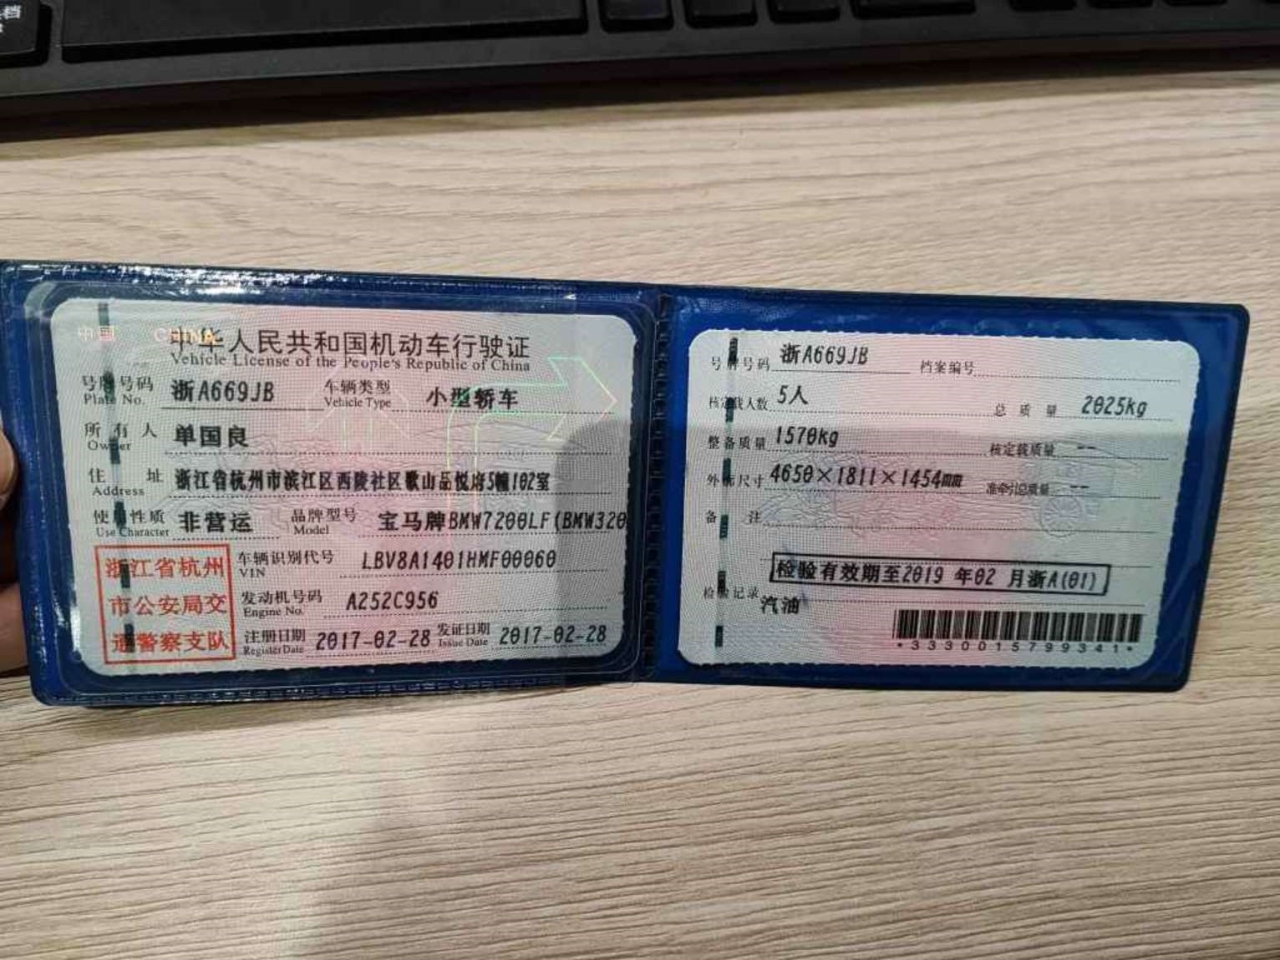 档
中国 CHINA
中华人民共和国机动车行驶证
Vehicle License of the People's Republic of China
号牌号码 浙A669JB 车辆类型 小型轿车
Plate No. Vehicle Type
所有人 单国良
Owner
住址 浙江省杭州市滨江区西陵社区歌山品悦府5幢102室
Address
使用性质 非营运 品牌型号 宝马牌BMW7200LF(BMW320
Use Character Model
浙江省杭州
市公安局交
通警察支队
车辆识别代号 LBV8A1401HMF00060
VIN
发动机号码 A252C956
Engine No.
注册日期 2017-02-28 发证日期 2017-02-28
Register Date Issue Date
号牌号码 浙A669JB 档案编号
核定载人数 5人 总质量 2025kg
整备质量 1570kg 核定载质量 --
外廓尺寸 4650×1811×1454mm 准牵引总质量 --
备注
检验有效期至2019年02月浙A(01)
检验记录 汽油
*3330015799341*